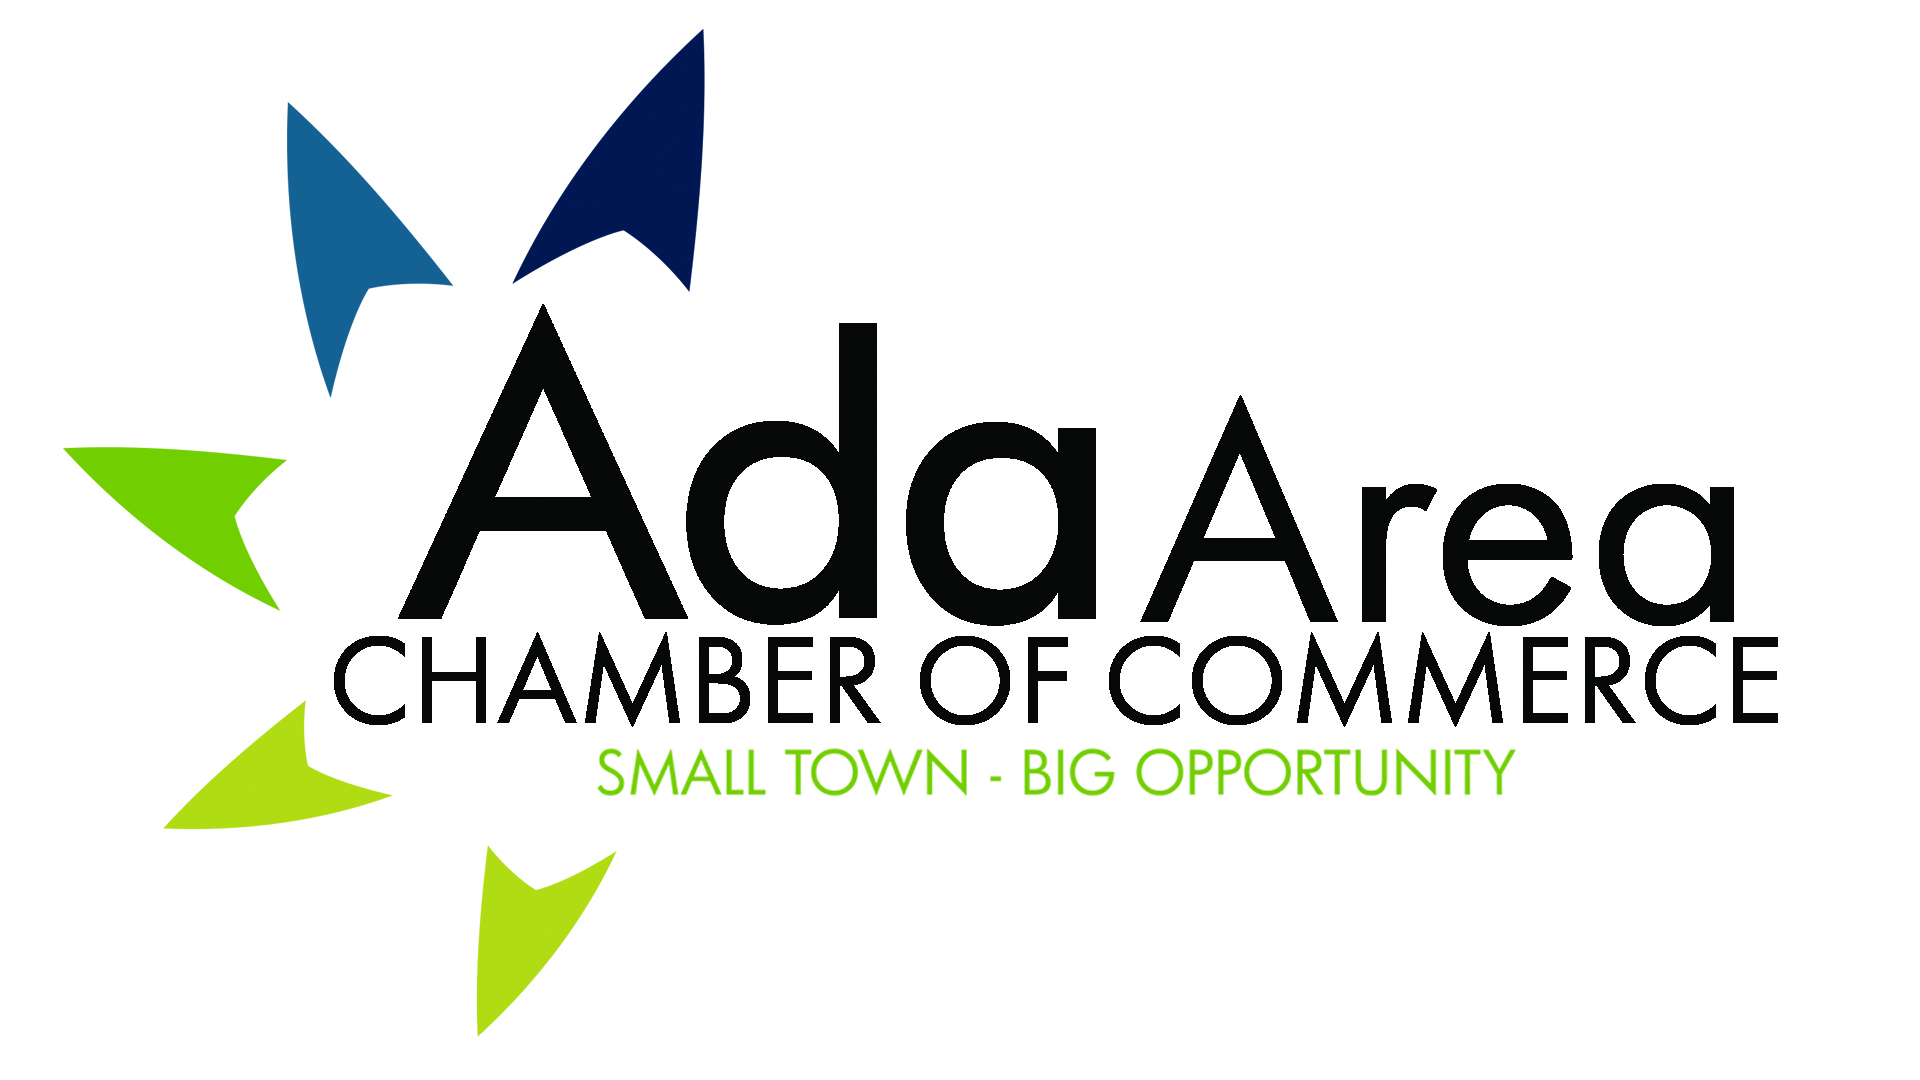 Ada Area
CHAMBER OF COMMERCE
SMALL TOWN - BIG OPPORTUNITY